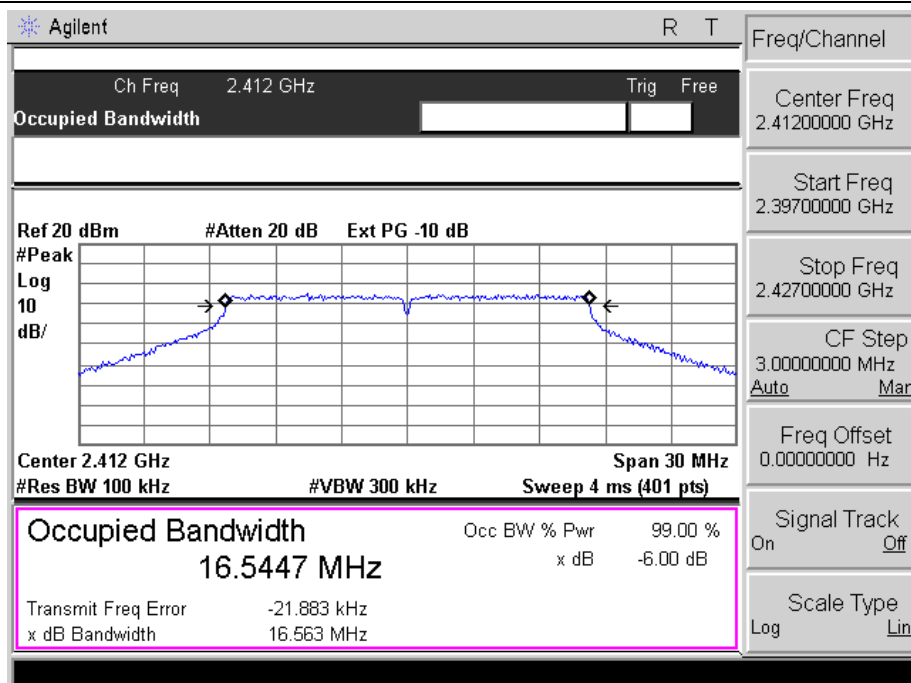 Agilent R T
Ch Freq 2.412 GHz Trig Free
Occupied Bandwidth
Ref 20 dBm #Atten 20 dB Ext PG -10 dB
#Peak
Log
10
dB/
Center 2.412 GHz Span 30 MHz
#Res BW 100 kHz #VBW 300 kHz Sweep 4 ms (401 pts)
Occupied Bandwidth Occ BW % Pwr 99.00 %
16.5447 MHz x dB -6.00 dB
Transmit Freq Error -21.883 kHz
x dB Bandwidth 16.563 MHz
Freq/Channel
Center Freq
2.41200000 GHz
Start Freq
2.39700000 GHz
Stop Freq
2.42700000 GHz
CF Step
3.00000000 MHz
Auto Man
Freq Offset
0.00000000 Hz
Signal Track
On Off
Scale Type
Log Lin